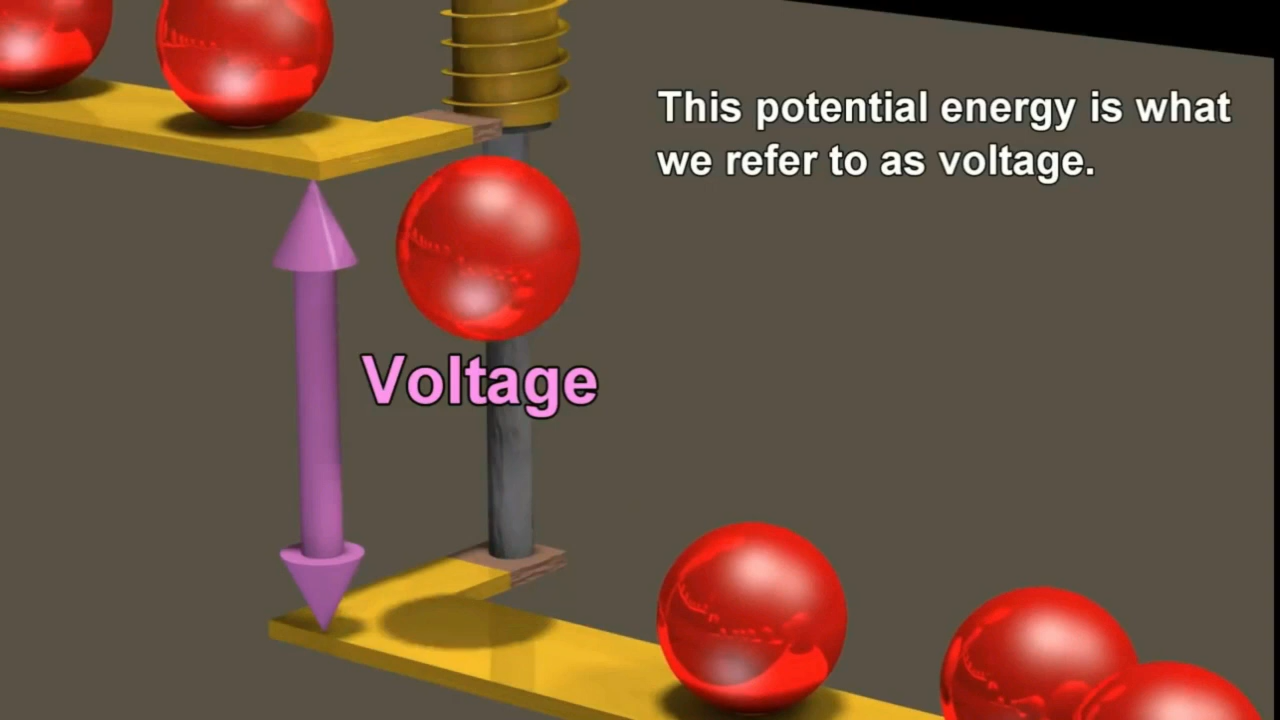 This potential energy is what
we refer to as voltage.
Voltage